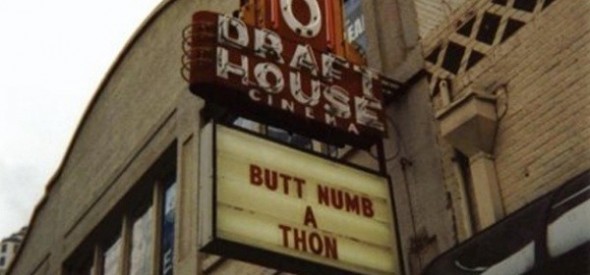 O
DRAFT
HOUSE
CINEMA
BUTT NUMB
A
THON